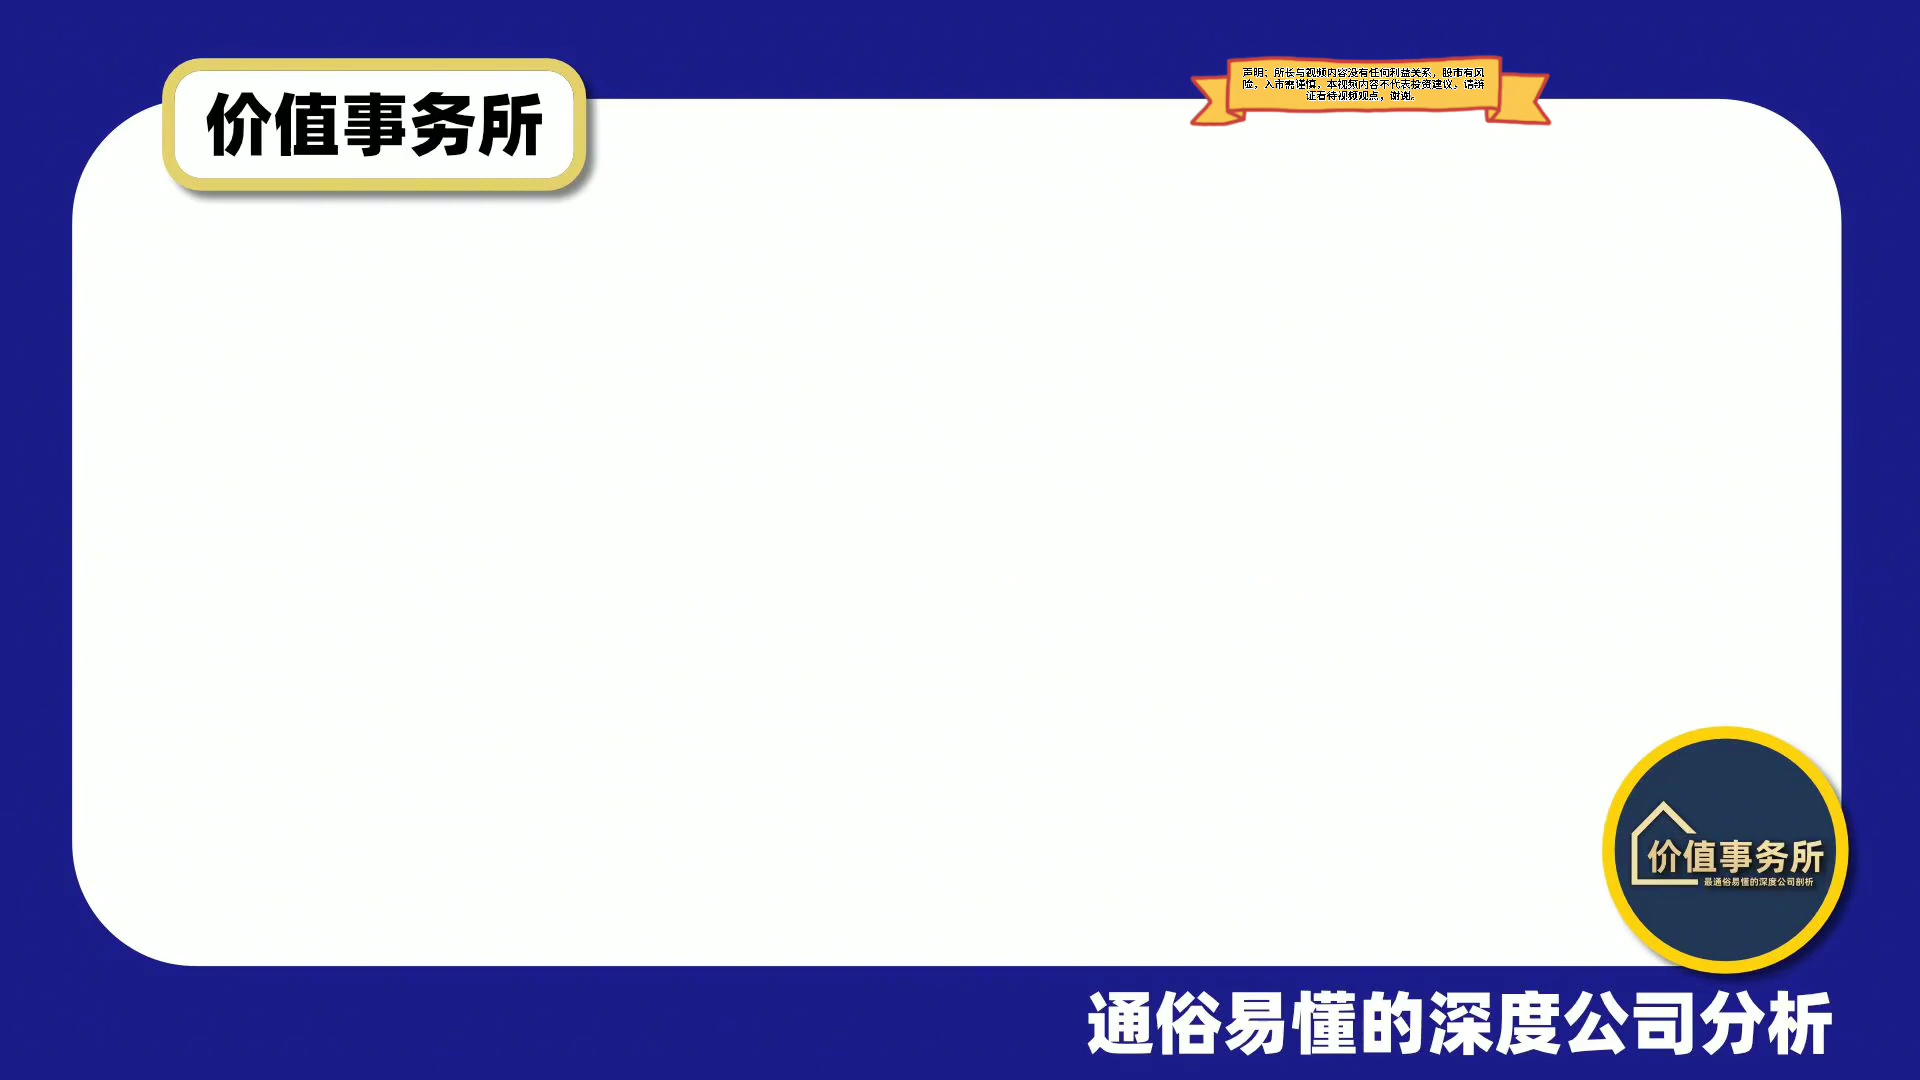 价值事务所
声明：所长与视频内容没有任何利益关系，股市有风
险，入市需谨慎，本视频内容不代表投资建议，请辨
证看待视频观点，谢谢。
价值事务所
最通俗易懂的深度公司剖析
通俗易懂的深度公司分析